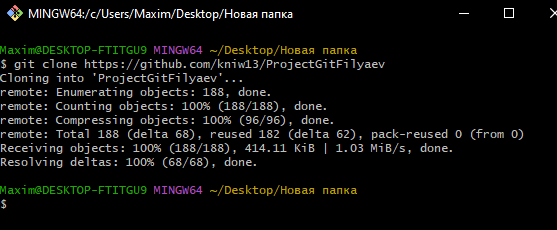 MINGW64:/c/Users/Maxim/Desktop/Новая папка
Maxim@DESKTOP-FTITGU9 MINGW64 ~/Desktop/Новая папка
$ git clone https://github.com/kniw13/ProjectGitFilyaev
Cloning into 'ProjectGitFilyaev'...
remote: Enumerating objects: 188, done.
remote: Counting objects: 100% (188/188), done.
remote: Compressing objects: 100% (96/96), done.
remote: Total 188 (delta 68), reused 182 (delta 62), pack-reused 0 (from 0)
Receiving objects: 100% (188/188), 414.11 KiB | 1.03 MiB/s, done.
Resolving deltas: 100% (68/68), done.
Maxim@DESKTOP-FTITGU9 MINGW64 ~/Desktop/Новая папка
$